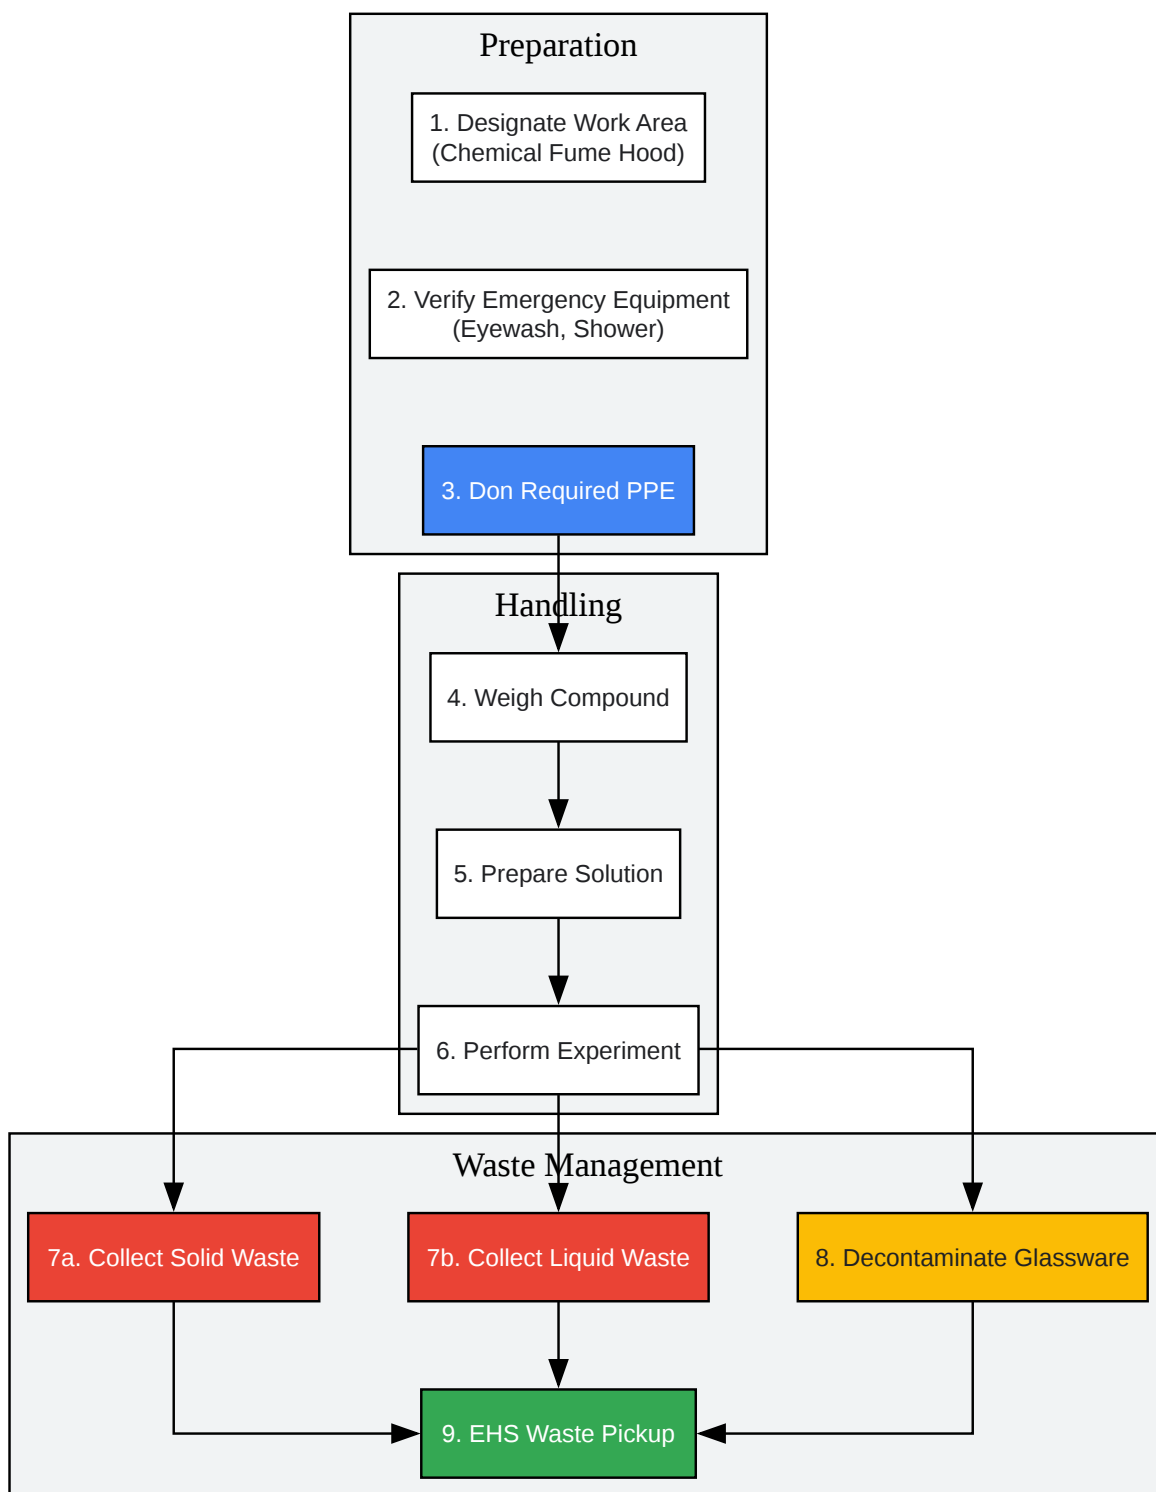 Preparation
1. Designate Work Area
(Chemical Fume Hood)
2. Verify Emergency Equipment
(Eyewash, Shower)
3. Don Required PPE
Handling
4. Weigh Compound
5. Prepare Solution
6. Perform Experiment
Waste Management
7a. Collect Solid Waste
7b. Collect Liquid Waste
8. Decontaminate Glassware
9. EHS Waste Pickup